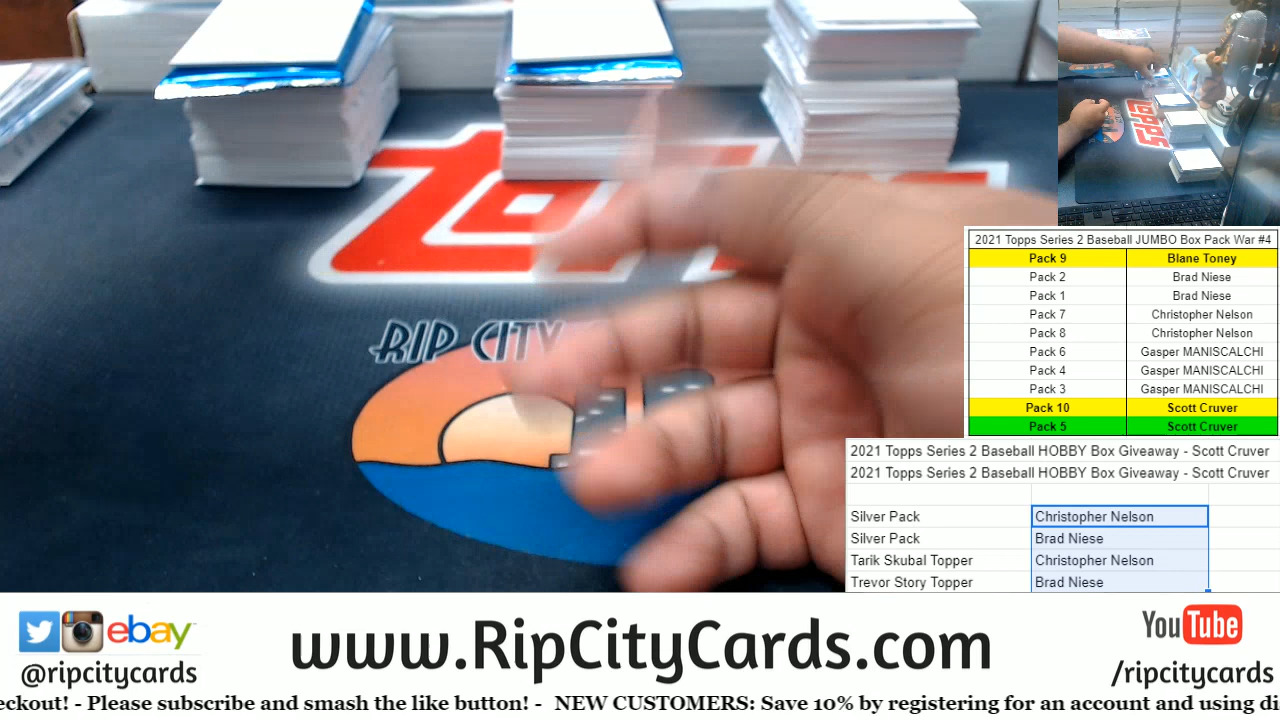 TOPPS
RIP CITY
2021 Topps Series 2 Baseball JUMBO Box Pack War #4
Pack 9 Blane Toney
Pack 2 Brad Niese
Pack 1 Brad Niese
Pack 7 Christopher Nelson
Pack 8 Christopher Nelson
Pack 6 Gasper MANISCALCHI
Pack 4 Gasper MANISCALCHI
Pack 3 Gasper MANISCALCHI
Pack 10 Scott Cruver
Pack 5 Scott Cruver
2021 Topps Series 2 Baseball HOBBY Box Giveaway - Scott Cruver
2021 Topps Series 2 Baseball HOBBY Box Giveaway - Scott Cruver
Silver Pack Christopher Nelson
Silver Pack Brad Niese
Tarik Skubal Topper Christopher Nelson
Trevor Story Topper Brad Niese
ebay
@ripcitycards
www.RipCityCards.com
YouTube
/ripcitycards
eckout! - Please subscribe and smash the like button! - NEW CUSTOMERS: Save 10% by registering for an account and using di